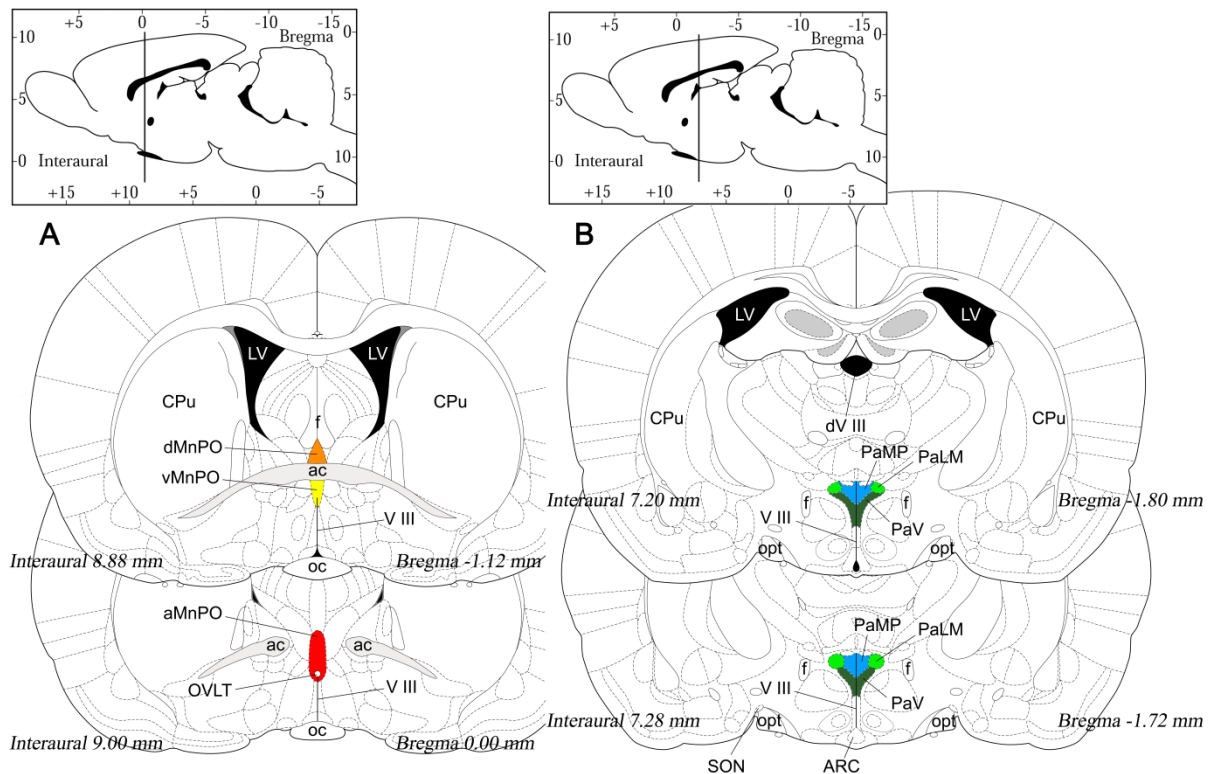 +5 0 -5 -10 -15
Bregma
0
10
5
5
0
Interaural
10
+15 +10 +5 0 -5
+5 0 -5 -10 -15
Bregma
0
10
5
5
0
Interaural
10
+15 +10 +5 0 -5
A
LV LV
CPu CPu
f
dMnPO
ac
vMnPO
V III
Interaural 8.88 mm
Bregma -1.12 mm
oc
aMnPO
ac ac
OVLT
V III
Interaural 9.00 mm
Bregma 0.00 mm
oc
B
LV LV
CPu CPu
dV III
PaMP
PaLM
Interaural 7.20 mm
f f
Bregma -1.80 mm
V III
PaV
opt opt
PaMP
PaLM
f f
V III
PaV
Interaural 7.28 mm
opt opt
Bregma -1.72 mm
SON
ARC